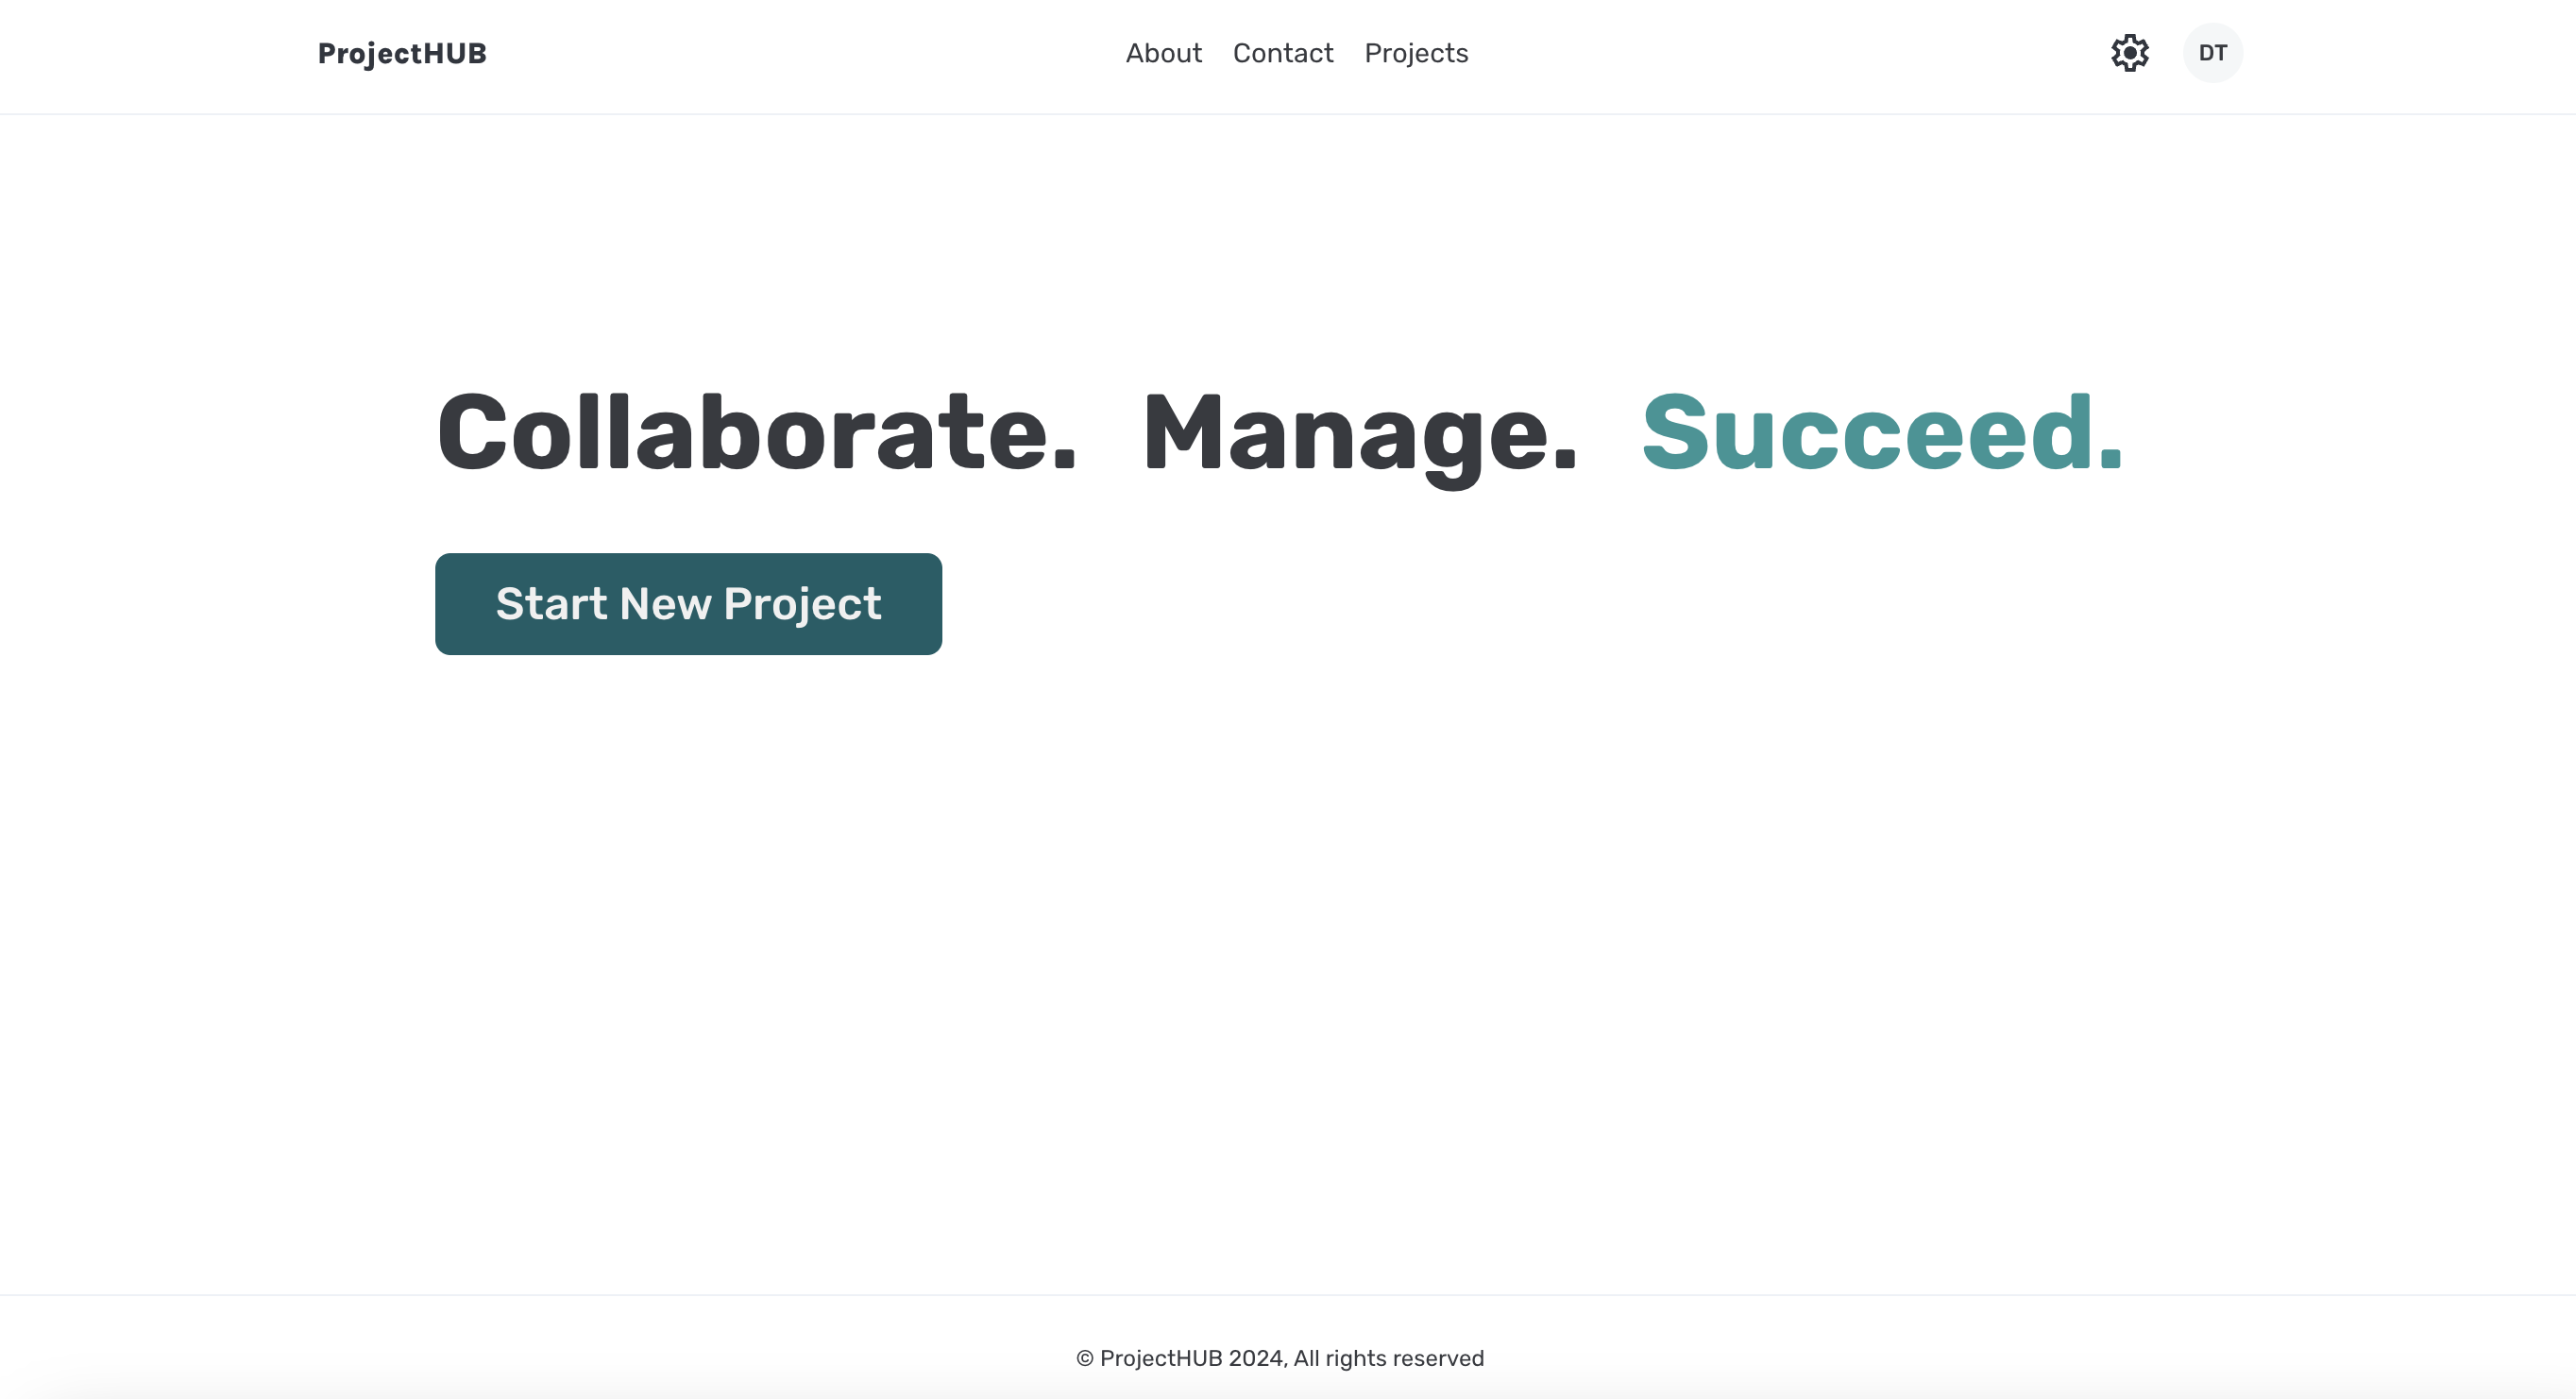 ProjectHUB
About Contact Projects
DT
Collaborate. Manage. Succeed.
Start New Project
© ProjectHUB 2024, All rights reserved